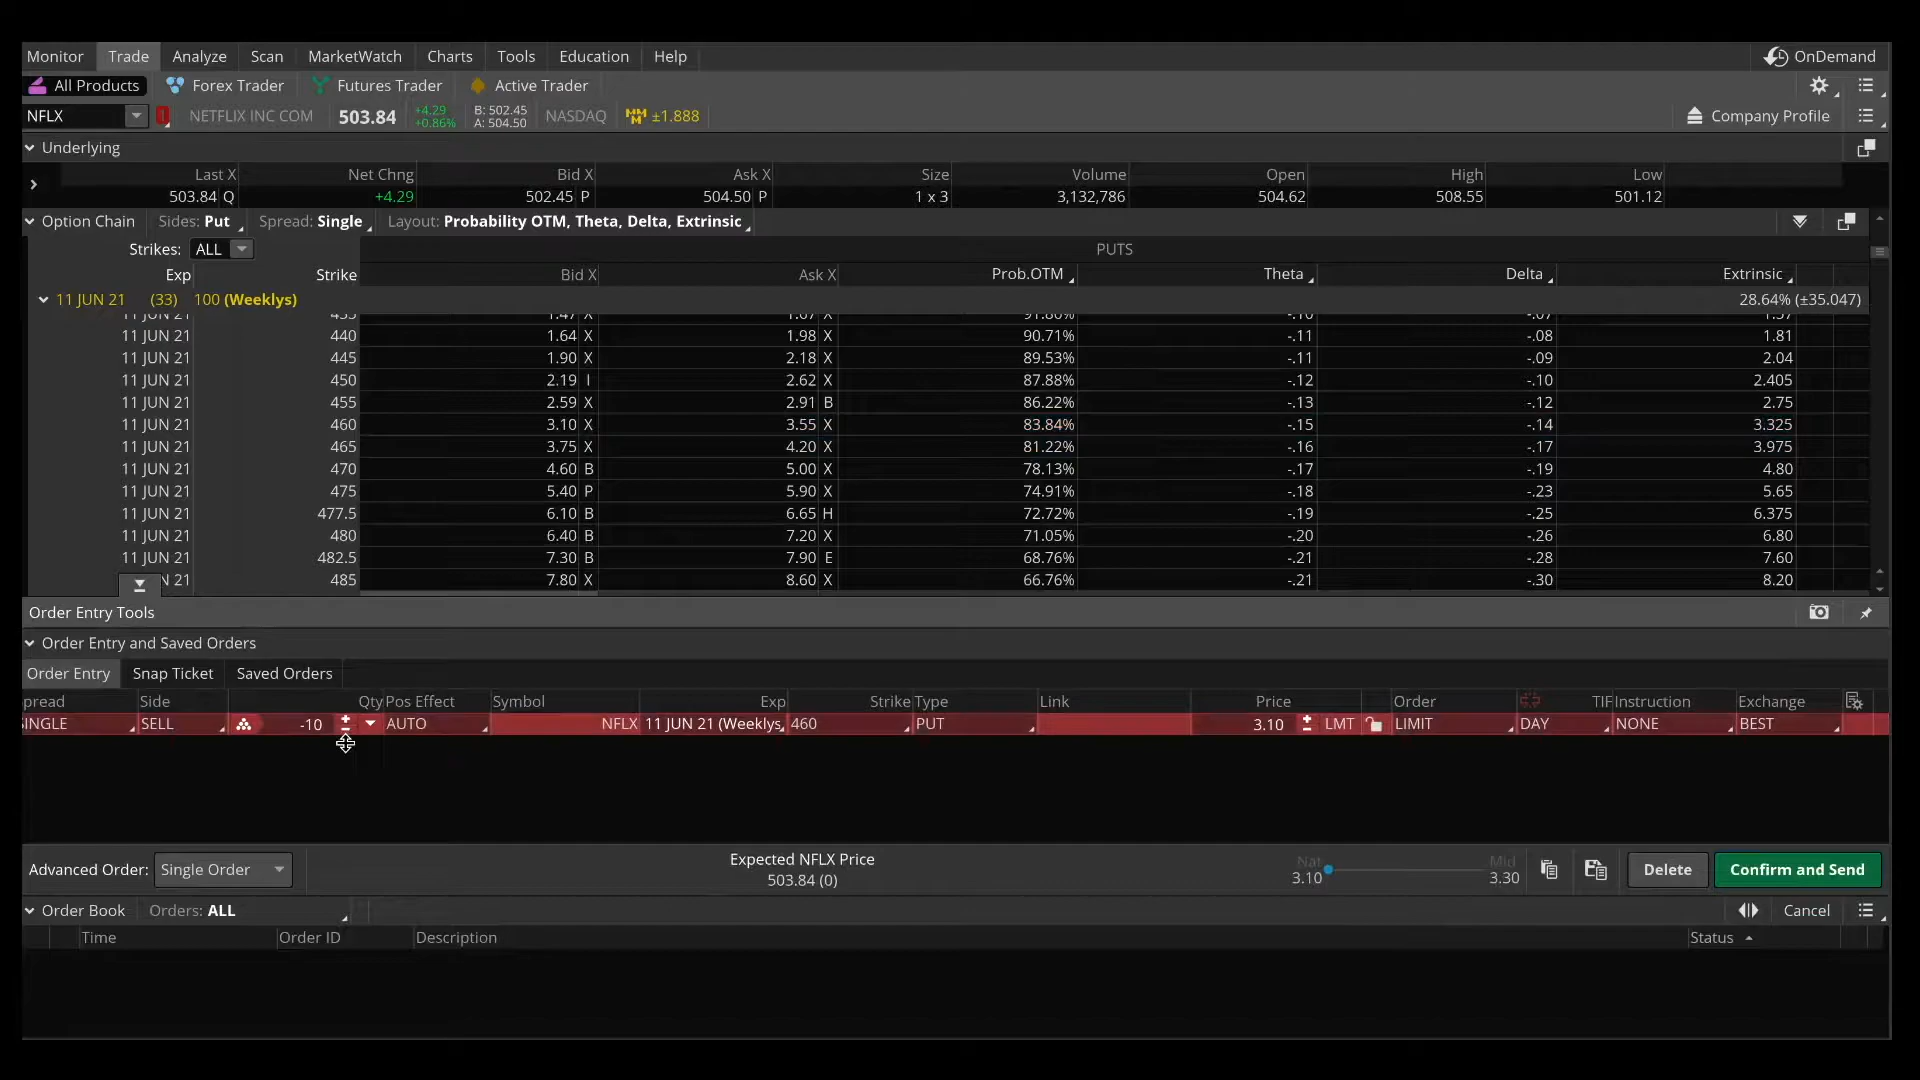 Monitor Trade Analyze Scan MarketWatch Charts Tools Education Help OnDemand
All Products Forex Trader Futures Trader Active Trader
NFLX NETFLIX INC COM 503.84 +4.29 +0.86% B: 502.45 A: 504.50 NASDAQ ±1.888 Company Profile
Underlying
Last X Net Chng Bid X Ask X Size Volume Open High Low
503.84 Q +4.29 502.45 P 504.50 P 1 x 3 3,132,786 504.62 508.55 501.12
Option Chain Sides: Put Spread: Single Layout: Probability OTM, Theta, Delta, Extrinsic
Strikes: ALL PUTS
Exp Strike Bid X Ask X Prob.OTM Theta Delta Extrinsic
11 JUN 21 (33) 100 (Weeklys) 28.64% (±35.047)
11 JUN 21 440 1.64 X 1.98 X 90.71% -.11 -.08 1.81
11 JUN 21 445 1.90 X 2.18 X 89.53% -.11 -.09 2.04
11 JUN 21 450 2.19 I 2.62 X 87.88% -.12 -.10 2.405
11 JUN 21 455 2.59 X 2.91 B 86.22% -.13 -.12 2.75
11 JUN 21 460 3.10 X 3.55 X 83.84% -.15 -.14 3.325
11 JUN 21 465 3.75 X 4.20 X 81.22% -.16 -.17 3.975
11 JUN 21 470 4.60 B 5.00 X 78.13% -.17 -.19 4.80
11 JUN 21 475 5.40 P 5.90 X 74.91% -.18 -.23 5.65
11 JUN 21 477.5 6.10 B 6.65 H 72.72% -.19 -.25 6.375
11 JUN 21 480 6.40 B 7.20 X 71.05% -.20 -.26 6.80
11 JUN 21 482.5 7.30 B 7.90 E 68.76% -.21 -.28 7.60
N 21 485 7.80 X 8.60 X 66.76% -.21 -.30 8.20
Order Entry Tools
Order Entry and Saved Orders
Order Entry Snap Ticket Saved Orders
pread Side Qty Pos Effect Symbol Exp Strike Type Link Price Order TIF Instruction Exchange
SINGLE SELL -10 AUTO NFLX 11 JUN 21 (Weeklys, 460 PUT 3.10 LMT LIMIT DAY NONE BEST
Advanced Order: Single Order Expected NFLX Price Nat Mid Delete Confirm and Send
503.84 (0) 3.10 3.30
Order Book Orders: ALL Cancel
Time Order ID Description Status